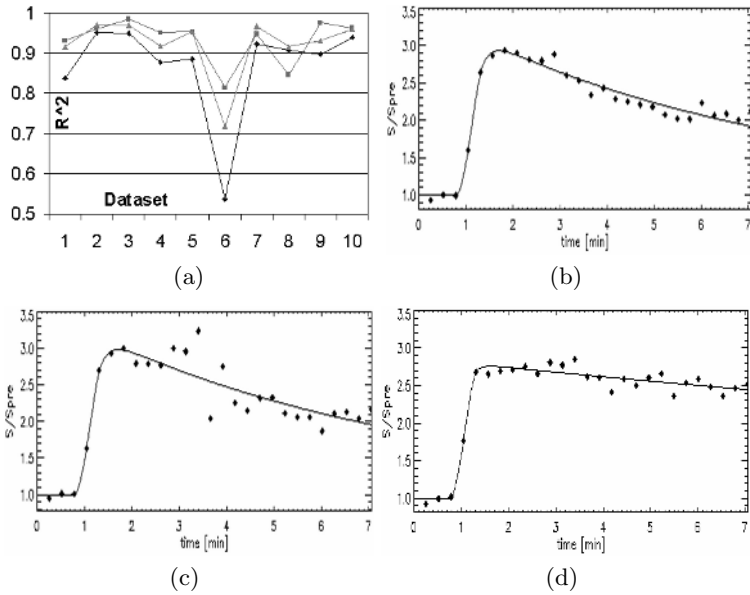 1
0.9
0.8
0.7
0.6
0.5
R^2
Dataset
1 2 3 4 5 6 7 8 9 10
(a)
3.5
3.0
2.5
2.0
1.5
1.0
S/Spre
0 1 2 3 4 5 6 7
time [min]
(b)
3.5
3.0
2.5
2.0
1.5
1.0
S/Spre
0 1 2 3 4 5 6 7
time [min]
(c)
3.5
3.0
2.5
2.0
1.5
1.0
S/Spre
0 1 2 3 4 5 6 7
time [min]
(d)